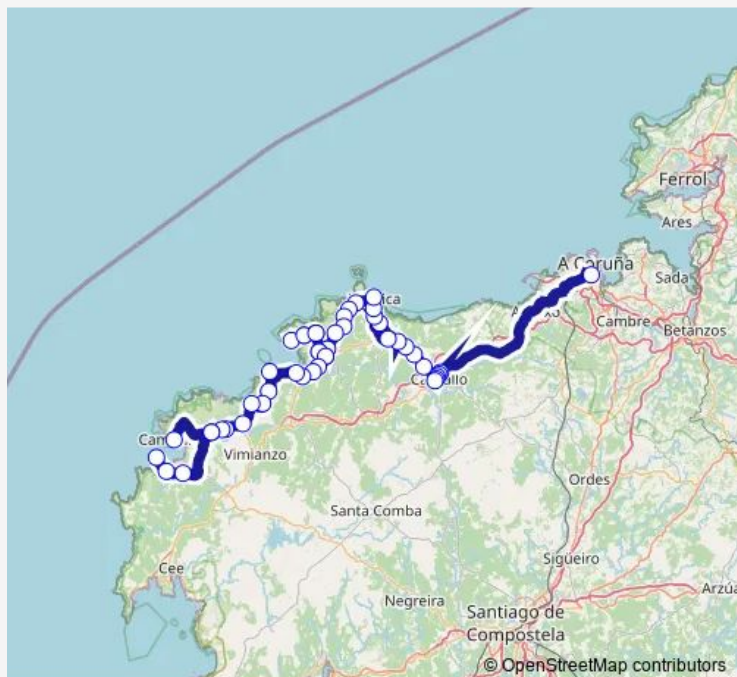 Ferrol
Ares
A Coruña
Sada
Cambre
Betanzos
Vimianzo
Ordes
Santa Comba
Sigüeiro
Cee
Negreira
Arzúa
Santiago de
Compostela
© OpenStreetMap contributors